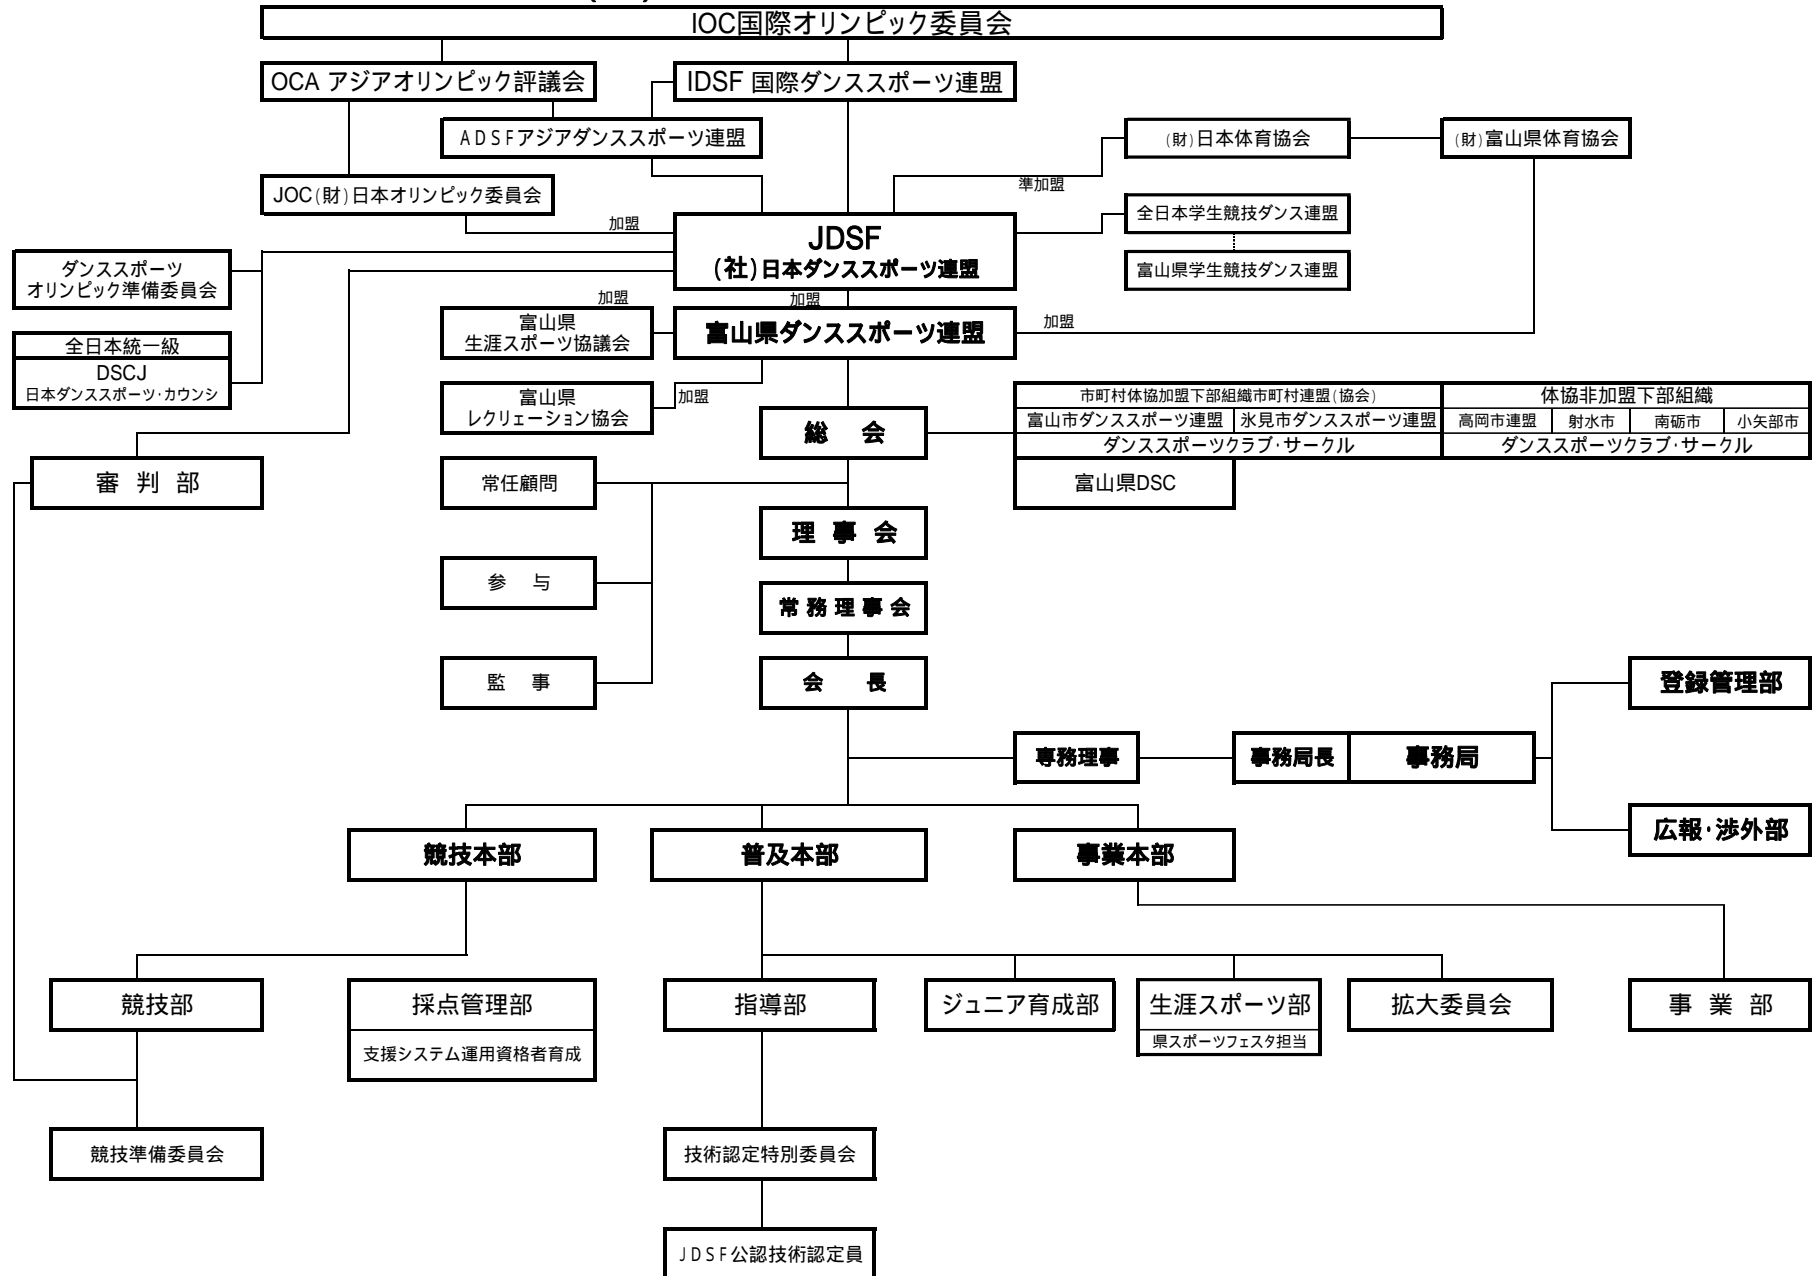 IOC国際オリンピック委員会
OCA アジアオリンピック評議会
IDSF 国際ダンススポーツ連盟
ADSFアジアダンススポーツ連盟
(財)日本体育協会
(財)富山県体育協会
JOC(財)日本オリンピック委員会
準加盟
加盟
全日本学生競技ダンス連盟
JDSF
(社)日本ダンススポーツ連盟
ダンススポーツ
オリンピック準備委員会
富山県学生競技ダンス連盟
加盟
加盟
富山県
生涯スポーツ協議会
富山県ダンススポーツ連盟
加盟
全日本統一級
DSCJ
日本ダンススポーツ・カウンシ
富山県
レクリェーション協会
加盟
総 会
市町村体協加盟下部組織市町村連盟(協会)
体協非加盟下部組織
富山市ダンススポーツ連盟
氷見市ダンススポーツ連盟
高岡市連盟
射水市
南砺市
小矢部市
ダンススポーツクラブ・サークル
ダンススポーツクラブ・サークル
審 判 部
常任顧問
富山県DSC
理 事 会
参 与
常 務 理 事 会
監 事
会 長
登録管理部
専務理事
事務局長
事務局
広報・渉外部
競技本部
普及本部
事業本部
競技部
採点管理部
支援システム運用資格者育成
指導部
ジュニア育成部
生涯スポーツ部
県スポーツフェスタ担当
拡大委員会
事 業 部
競技準備委員会
技術認定特別委員会
JDSF公認技術認定員